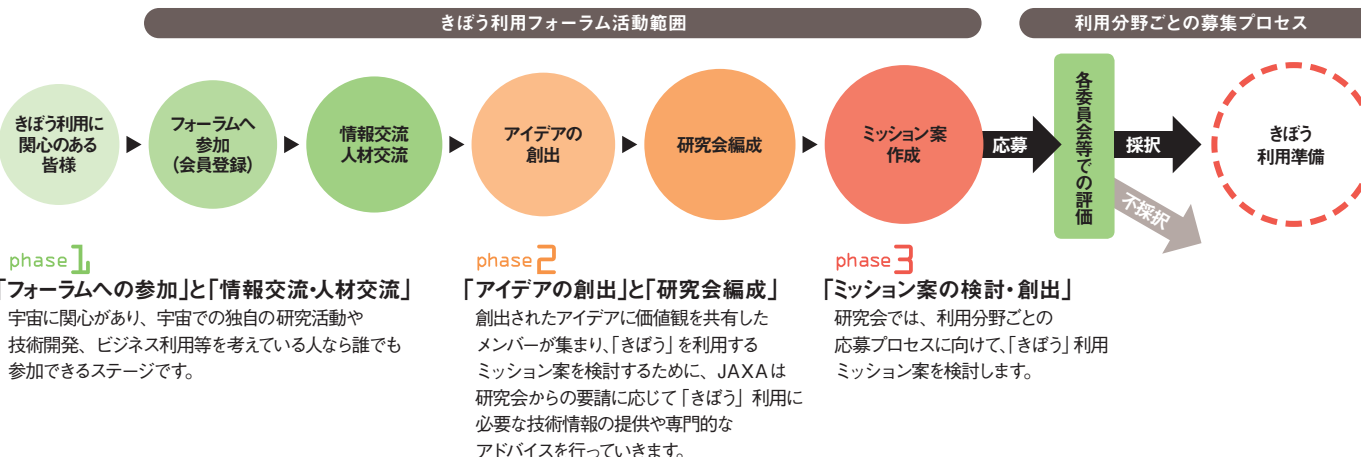 きぼう利用フォーラム活動範囲
利用分野ごとの募集プロセス
きぼう利用に
関心のある
皆様
フォーラムへ
参加
（会員登録）
情報交流
人材交流
アイデアの
創出
研究会編成
ミッション案
作成
応募
各委員会等での評価
採択
不採択
きぼう
利用準備
phase1
「フォーラムへの参加」と「情報交流・人材交流」
宇宙に関心があり、宇宙での独自の研究活動や
技術開発、ビジネス利用等を考えている人なら誰でも
参加できるステージです。
phase2
「アイデアの創出」と「研究会編成」
創出されたアイデアに価値観を共有した
メンバーが集まり、「きぼう」を利用する
ミッション案を検討するために、JAXAは
研究会からの要請に応じて「きぼう」利用に
必要な技術情報の提供や専門的な
アドバイスを行っていきます。
phase3
「ミッション案の検討・創出」
研究会では、利用分野ごとの
応募プロセスに向けて、「きぼう」利用
ミッション案を検討します。